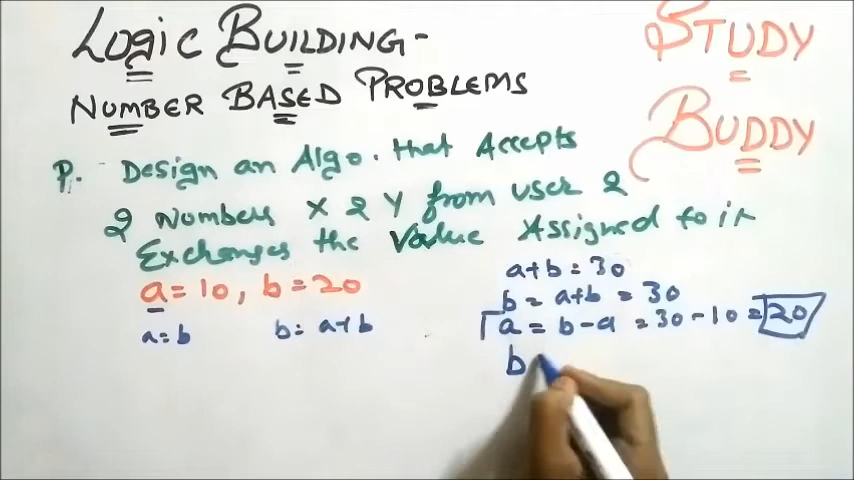 LOGIC BUILDING-
NUMBER BASED PROBLEMS
STUDY
BUDDY
P. Design an Algo. that Accepts
2 Numbers X & Y from user &
Exchanges the Value Assigned to it
a = 10, b = 20
a = b b = a+b
a+b = 30
b = a+b = 30
a = b-a = 30-10 = 20
b